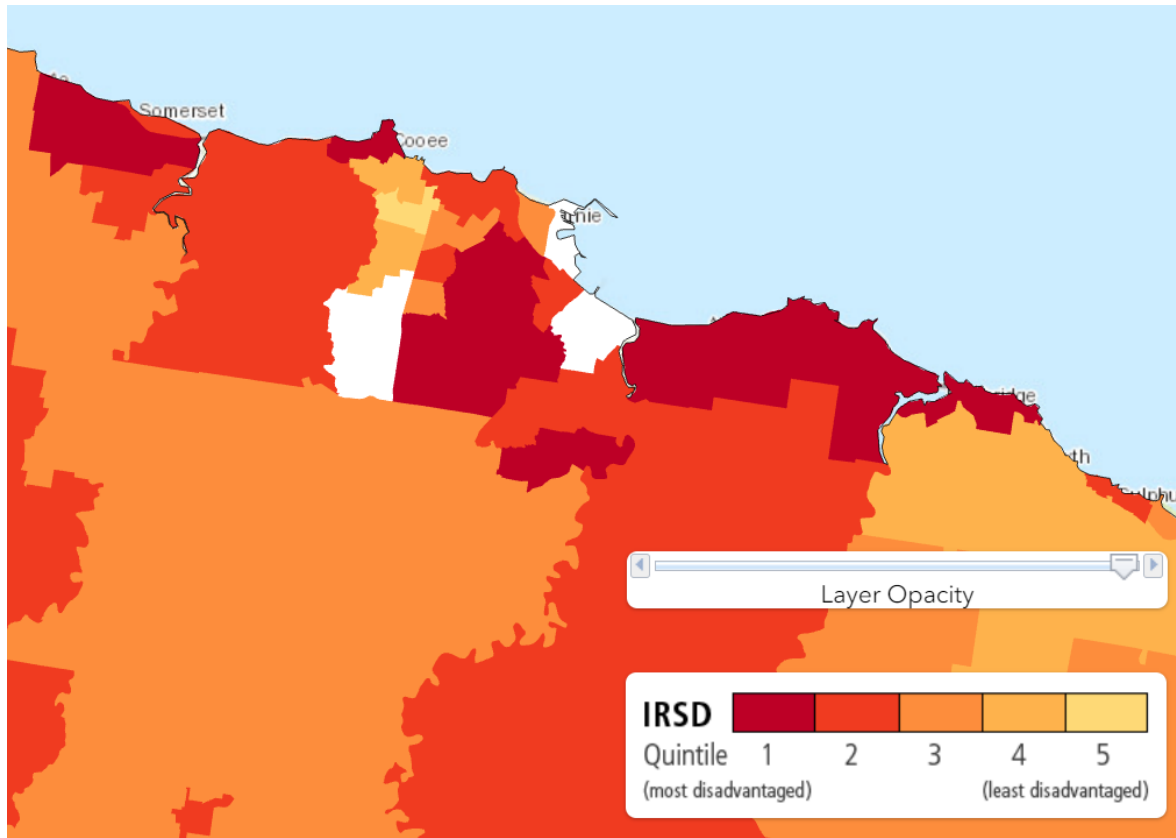 Somerset
Cooee
Layer Opacity
IRSD
Quintile 1 2 3 4 5
(most disadvantaged) (least disadvantaged)